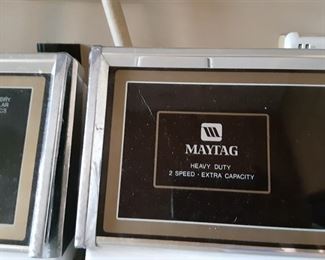 MAYTAG
HEAVY DUTY
2 SPEED · EXTRA CAPACITY